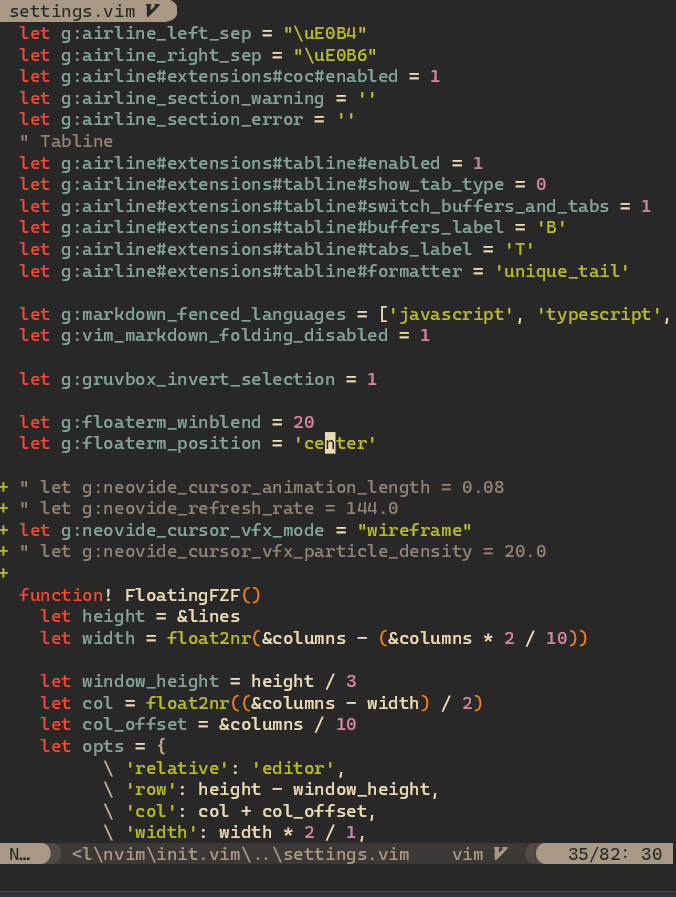 settings.vim
let g:airline_left_sep = "\uE0B4"
let g:airline_right_sep = "\uE0B6"
let g:airline#extensions#coc#enabled = 1
let g:airline_section_warning = ''
let g:airline_section_error = ''
" Tabline
let g:airline#extensions#tabline#enabled = 1
let g:airline#extensions#tabline#show_tab_type = 0
let g:airline#extensions#tabline#switch_buffers_and_tabs = 1
let g:airline#extensions#tabline#buffers_label = 'B'
let g:airline#extensions#tabline#tabs_label = 'T'
let g:airline#extensions#tabline#formatter = 'unique_tail'
let g:markdown_fenced_languages = ['javascript', 'typescript',
let g:vim_markdown_folding_disabled = 1
let g:gruvbox_invert_selection = 1
let g:floaterm_winblend = 20
let g:floaterm_position = 'center'
+ " let g:neovide_cursor_animation_length = 0.08
+ " let g:neovide_refresh_rate = 144.0
+ let g:neovide_cursor_vfx_mode = "wireframe"
+ " let g:neovide_cursor_vfx_particle_density = 20.0
+
function! FloatingFZF()
let height = &lines
let width = float2nr(&columns - (&columns * 2 / 10))
let window_height = height / 3
let col = float2nr((&columns - width) / 2)
let col_offset = &columns / 10
let opts = {
\ 'relative': 'editor',
\ 'row': height - window_height,
\ 'col': col + col_offset,
\ 'width': width * 2 / 1,
N… <l\nvim\init.vim\..\settings.vim vim 35/82: 30